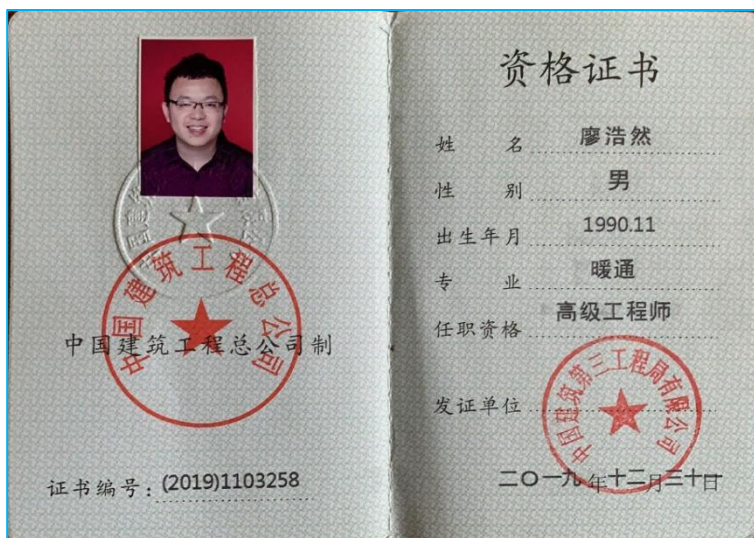 中国建筑工程总公司
中国建筑工程总公司制
证书编号：(2019)1103258
资格证书
姓名 廖浩然
性别 男
出生年月 1990.11
专业 暖通
任职资格 高级工程师
发证单位
中国建筑第三工程局有限公司
二〇一九年十二月三十日